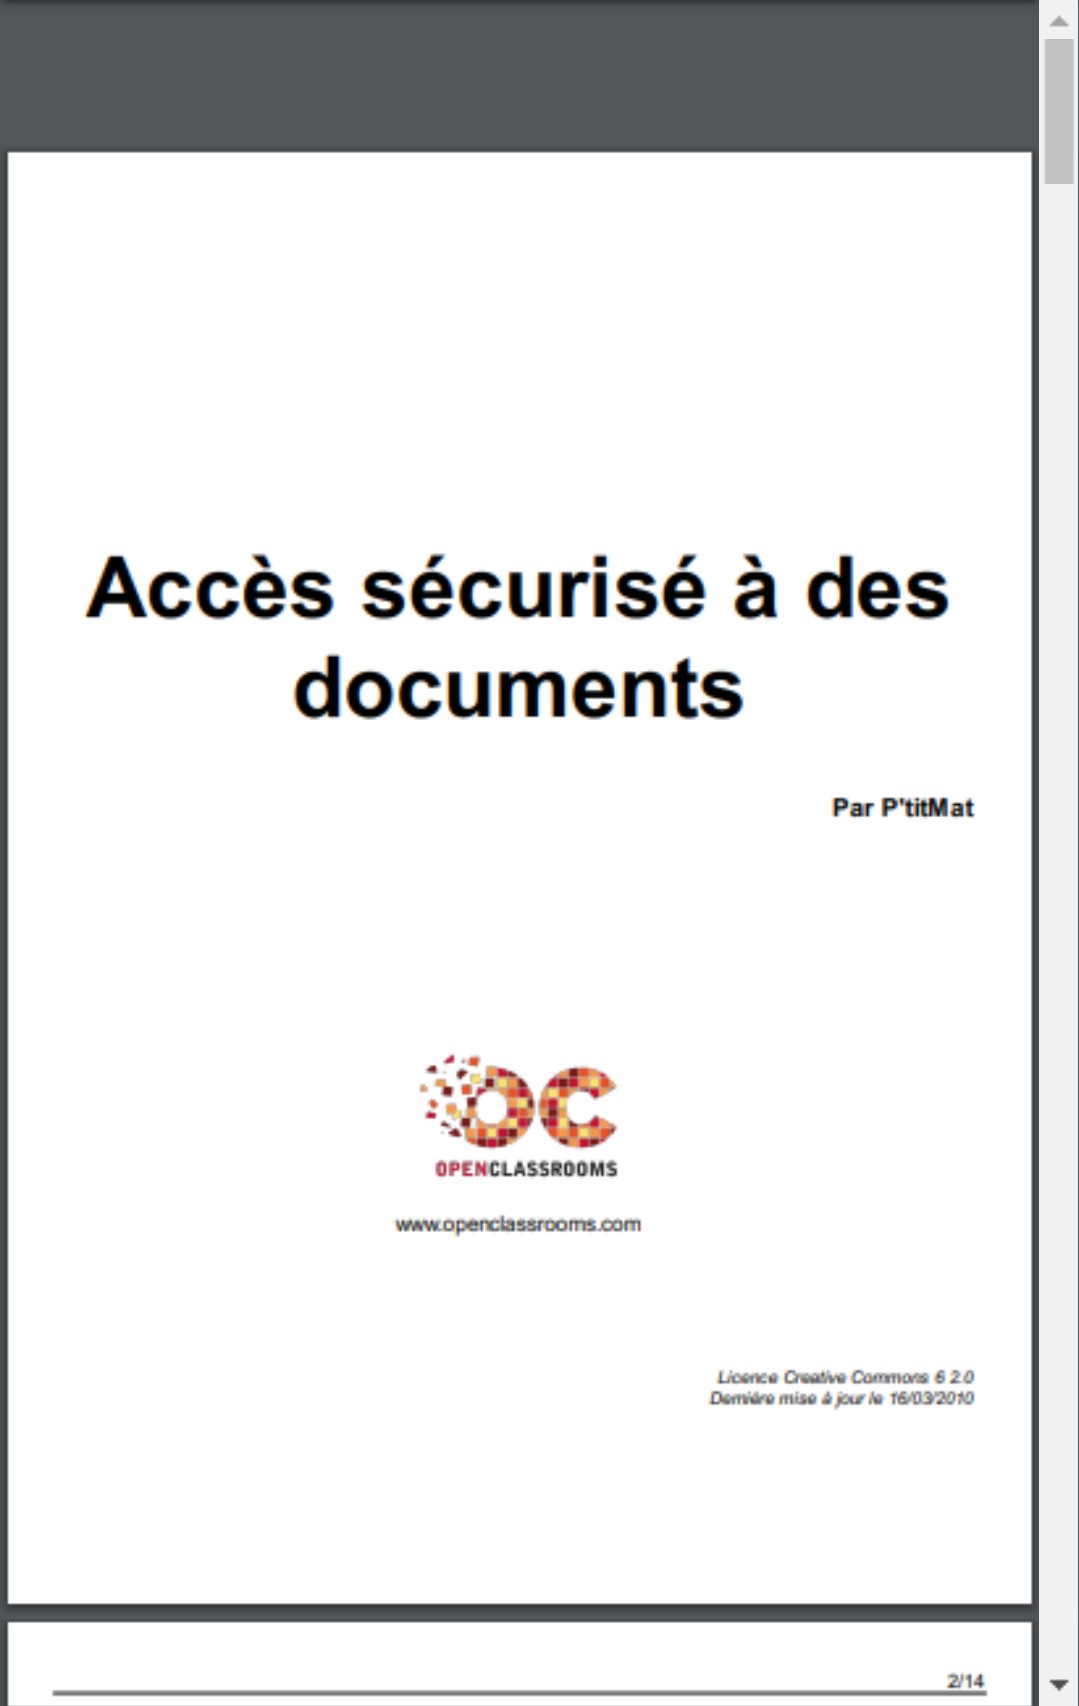 Accès sécurisé à des
documents
Par P'titMat
OPENCLASSROOMS
www.openclassrooms.com
Licence Creative Commons 6 2.0
Dernière mise à jour le 16/03/2010
2/14